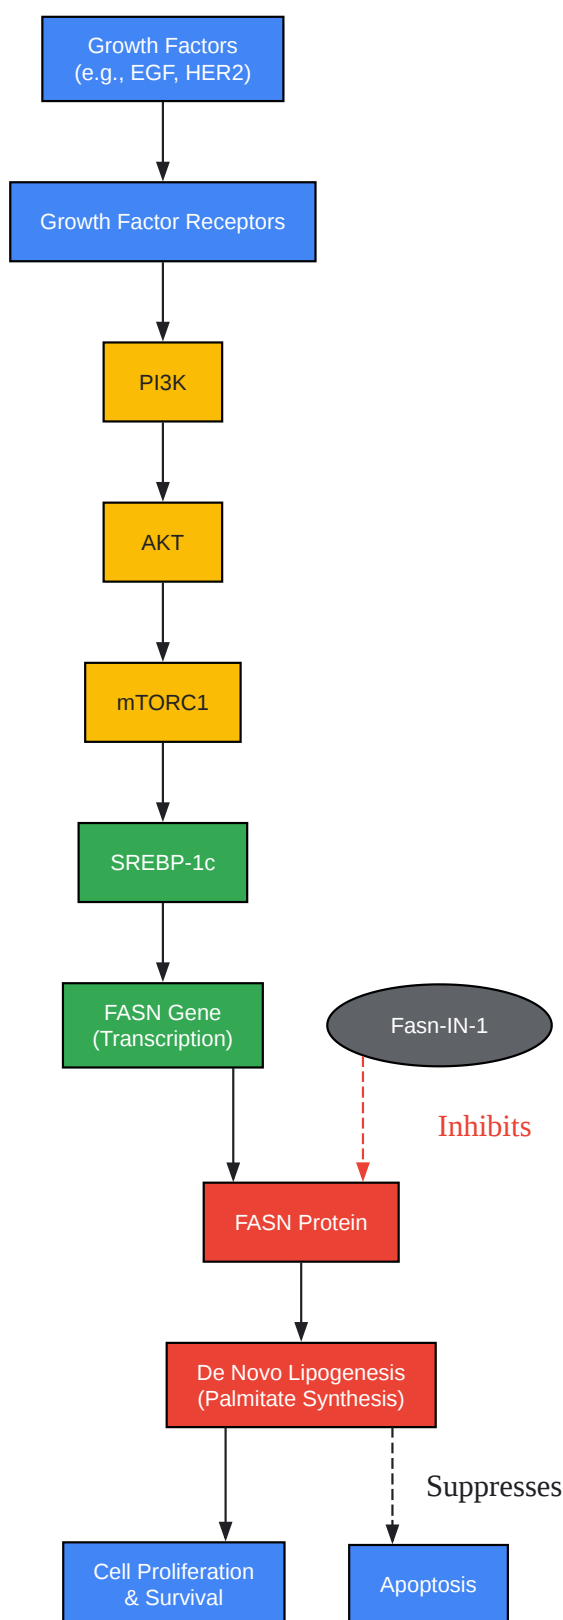 Growth Factors
(e.g., EGF, HER2)
Growth Factor Receptors
PI3K
AKT
mTORC1
SREBP-1c
FASN Gene
(Transcription)
Fasn-IN-1
Inhibits
FASN Protein
De Novo Lipogenesis
(Palmitate Synthesis)
Suppresses
Cell Proliferation
& Survival
Apoptosis